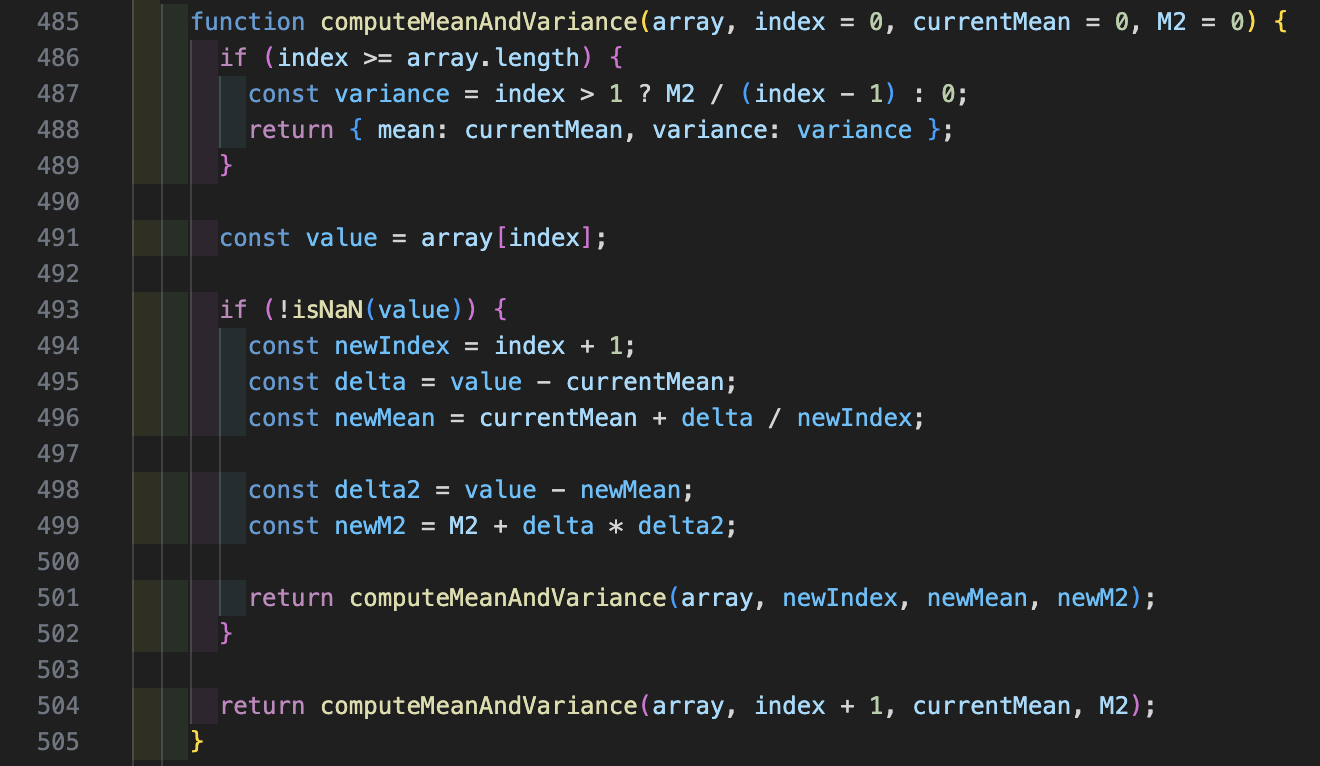 485 function computeMeanAndVariance(array, index = 0, currentMean = 0, M2 = 0) {
486 if (index >= array.length) {
487 const variance = index > 1 ? M2 / (index - 1) : 0;
488 return { mean: currentMean, variance: variance };
489 }
490
491 const value = array[index];
492
493 if (!isNaN(value)) {
494 const newIndex = index + 1;
495 const delta = value - currentMean;
496 const newMean = currentMean + delta / newIndex;
497
498 const delta2 = value - newMean;
499 const newM2 = M2 + delta * delta2;
500
501 return computeMeanAndVariance(array, newIndex, newMean, newM2);
502 }
503
504 return computeMeanAndVariance(array, index + 1, currentMean, M2);
505 }